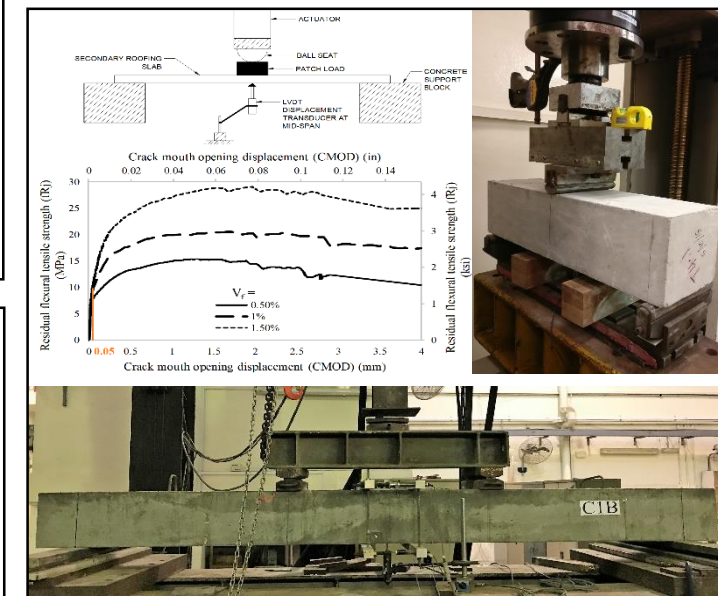 ACTUATOR
BALL SEAT
PATCH LOAD
SECONDARY ROOFING
SLAB
CONCRETE
SUPPORT
BLOCK
LVDT
DISPLACEMENT
TRANSDUCER AT
MID-SPAN
Crack mouth opening displacement (CMOD) (in)
0 0.02 0.04 0.06 0.08 0.1 0.12 0.14
Residual flexural tensile strength (fRj)
(MPa)
30
25
20
15
10
5
0
4
3
2
1
0
Residual flexural tensile strength (fRj)
(ksi)
Vf =
0.50%
1%
1.50%
0 0.05 0.5 1 1.5 2 2.5 3 3.5 4
Crack mouth opening displacement (CMOD) (mm)
C1B